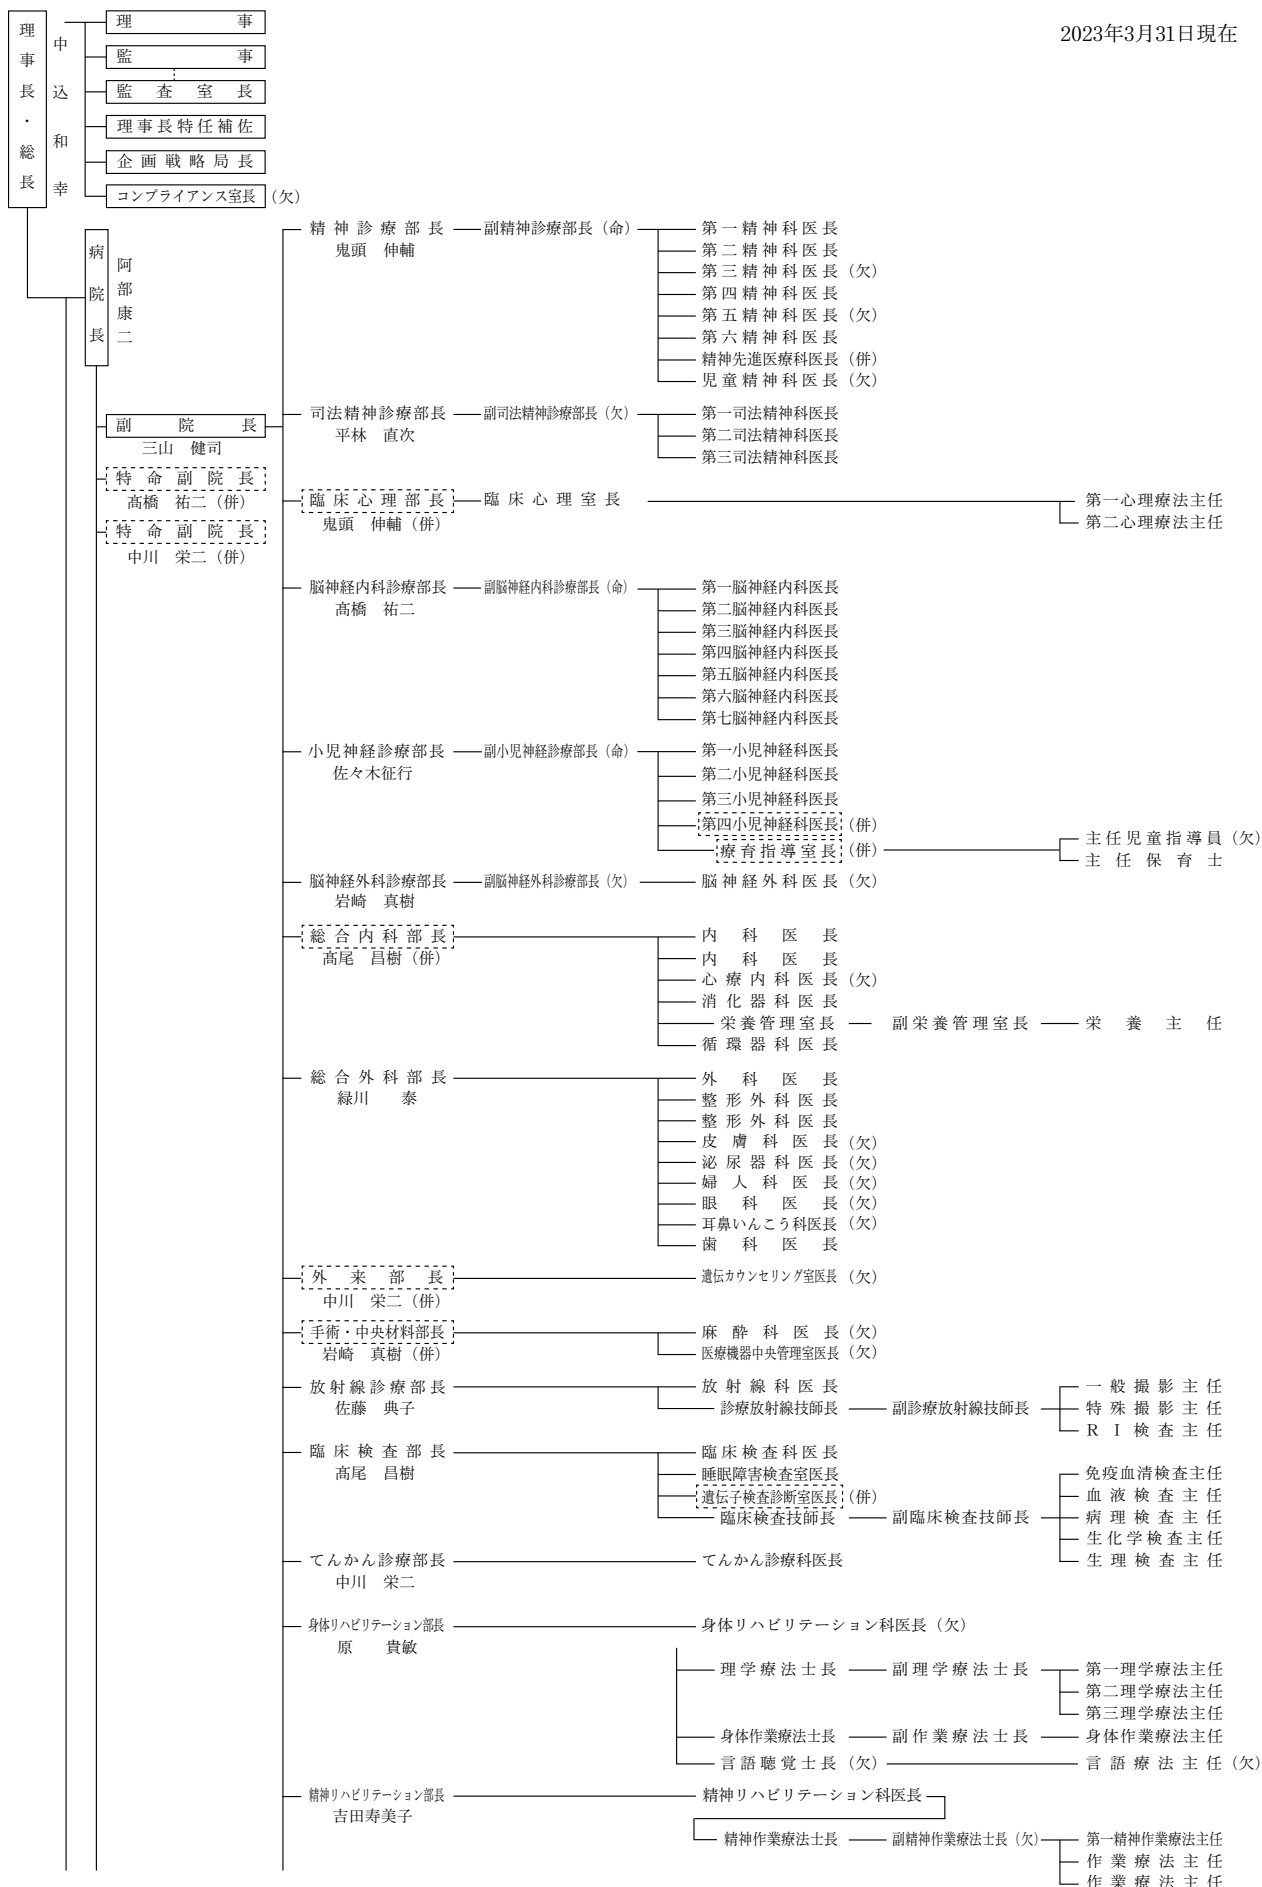 2023年3月31日現在
理事長・総長
中込和幸
理事
監事
監査室長
理事長特任補佐
企画戦略局長
コンプライアンス室長（欠）
病院長
阿部康二
副院長
三山　健司
特命副院長
髙橋　祐二（併）
特命副院長
中川　栄二（併）
精神診療部長　副精神診療部長（命）　第一精神科医長
鬼頭　伸輔　第二精神科医長
第三精神科医長（欠）
第四精神科医長
第五精神科医長（欠）
第六精神科医長
精神先進医療科医長（併）
児童精神科医長（欠）
司法精神診療部長　副司法精神診療部長（欠）　第一司法精神科医長
平林　直次　第二司法精神科医長
第三司法精神科医長
臨床心理部長　臨床心理室長　第一心理療法主任
鬼頭　伸輔（併）　第二心理療法主任
脳神経内科診療部長　副脳神経内科診療部長（命）　第一脳神経内科医長
髙橋　祐二　第二脳神経内科医長
第三脳神経内科医長
第四脳神経内科医長
第五脳神経内科医長
第六脳神経内科医長
第七脳神経内科医長
小児神経診療部長　副小児神経診療部長（命）　第一小児神経科医長
佐々木征行　第二小児神経科医長
第三小児神経科医長
第四小児神経科医長（併）
療育指導室長（併）　主任児童指導員（欠）
主任保育士
脳神経外科診療部長　副脳神経外科診療部長（欠）　脳神経外科医長（欠）
岩崎　真樹
総合内科部長　内科医長
髙尾　昌樹（併）　内科医長
心療内科医長（欠）
消化器科医長
栄養管理室長　副栄養管理室長　栄養主任
循環器科医長
総合外科部長　外科医長
緑川　泰　整形外科医長
整形外科医長
皮膚科医長（欠）
泌尿器科医長（欠）
婦人科医長（欠）
眼科医長（欠）
耳鼻いんこう科医長（欠）
歯科医長
外来部長　遺伝カウンセリング室医長（欠）
中川　栄二（併）
手術・中央材料部長　麻酔科医長（欠）
岩崎　真樹（併）　医療機器中央管理室医長（欠）
放射線診療部長　放射線科医長　一般撮影主任
佐藤　典子　診療放射線技師長　副診療放射線技師長　特殊撮影主任
ＲＩ検査主任
臨床検査部長　臨床検査科医長
髙尾　昌樹　睡眠障害検査室医長　免疫血清検査主任
遺伝子検査診断室医長（併）　血液検査主任
臨床検査技師長　副臨床検査技師長　病理検査主任
生化学検査主任
てんかん診療部長　てんかん診療科医長　生理検査主任
中川　栄二
身体リハビリテーション部長　身体リハビリテーション科医長（欠）
原　貴敏
理学療法士長　副理学療法士長　第一理学療法主任
第二理学療法主任
第三理学療法主任
身体作業療法士長　副作業療法士長　身体作業療法主任
言語聴覚士長（欠）　言語療法主任（欠）
精神リハビリテーション部長　精神リハビリテーション科医長
吉田寿美子
精神作業療法士長　副精神作業療法士長（欠）　第一精神作業療法主任
作業療法主任
作業療法主任